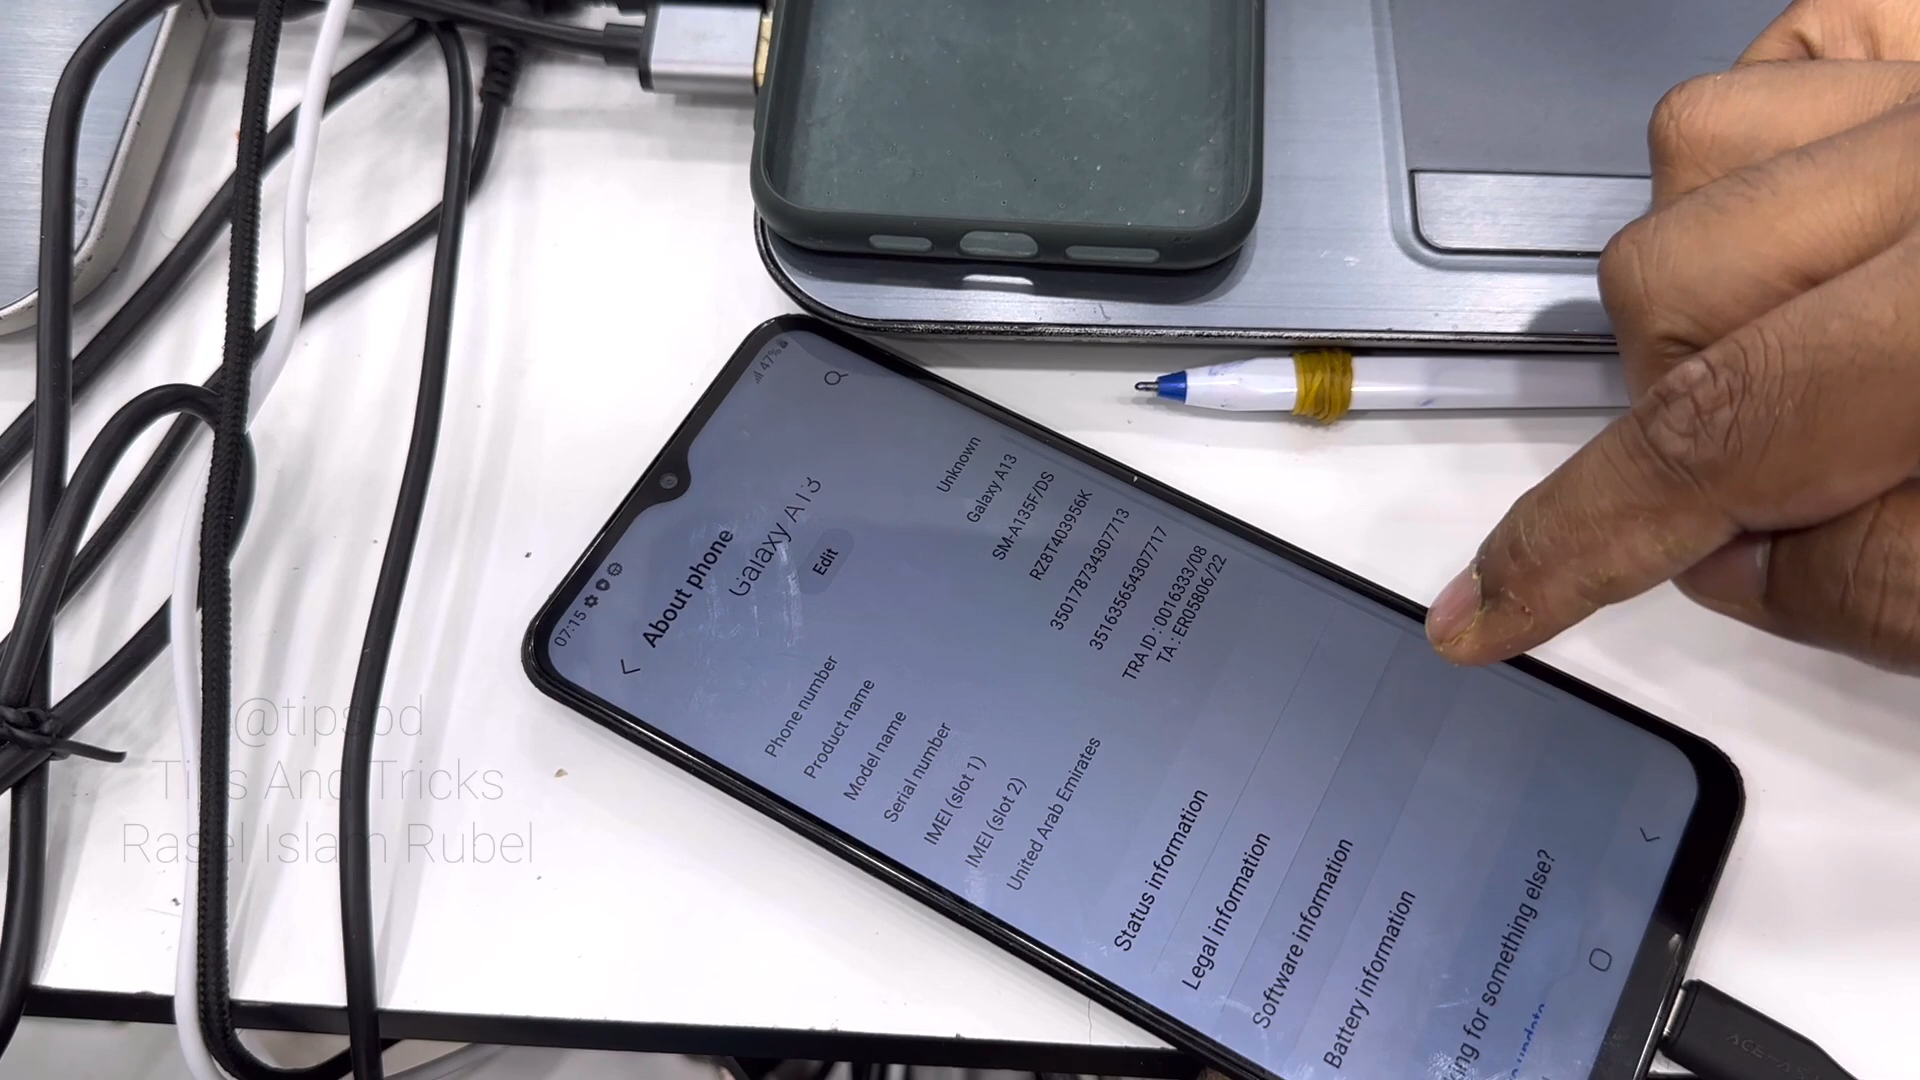 07:15
47%
About phone
Galaxy A13
Edit
Phone number Unknown
Product name Galaxy A13
Model name SM-A135F/DS
Serial number RZ8T403956K
IMEI (slot 1) 350178734307713
IMEI (slot 2) 351635654307717
United Arab Emirates TRA ID : 0016333/08
TA : ER05806/22
Status information
Legal information
Software information
Battery information
for something else?
update
@tipsbd
Tips And Tricks
Rasel Islam Rubel